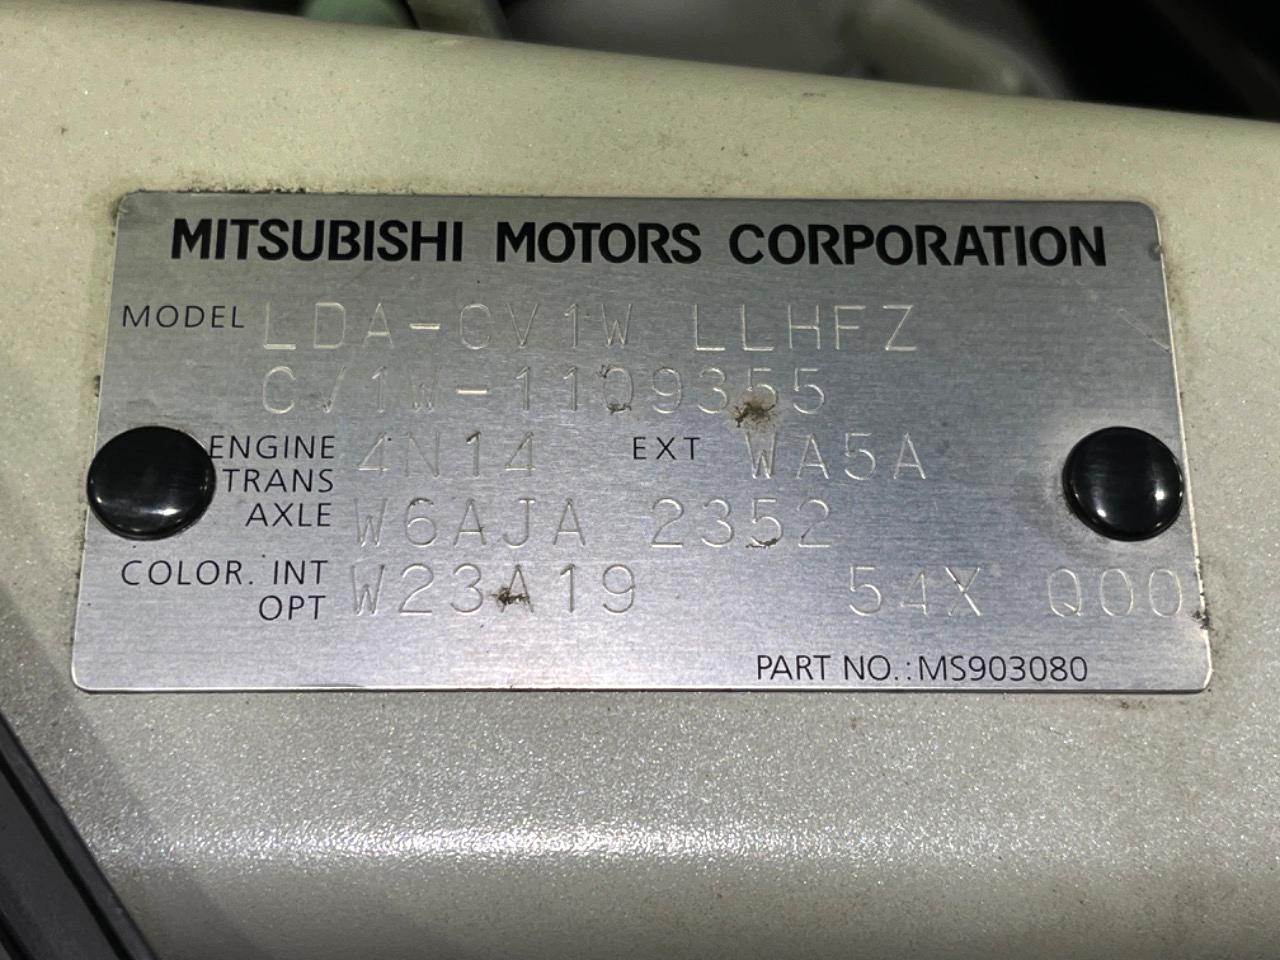 MITSUBISHI MOTORS CORPORATION
MODEL LDA-CV1W LLHFZ
CV1W-1109355
ENGINE 4N14 EXT WA5A
TRANS
AXLE W6AJA 2352
COLOR. INT W23A19 54X Q00
OPT
PART NO.: MS903080